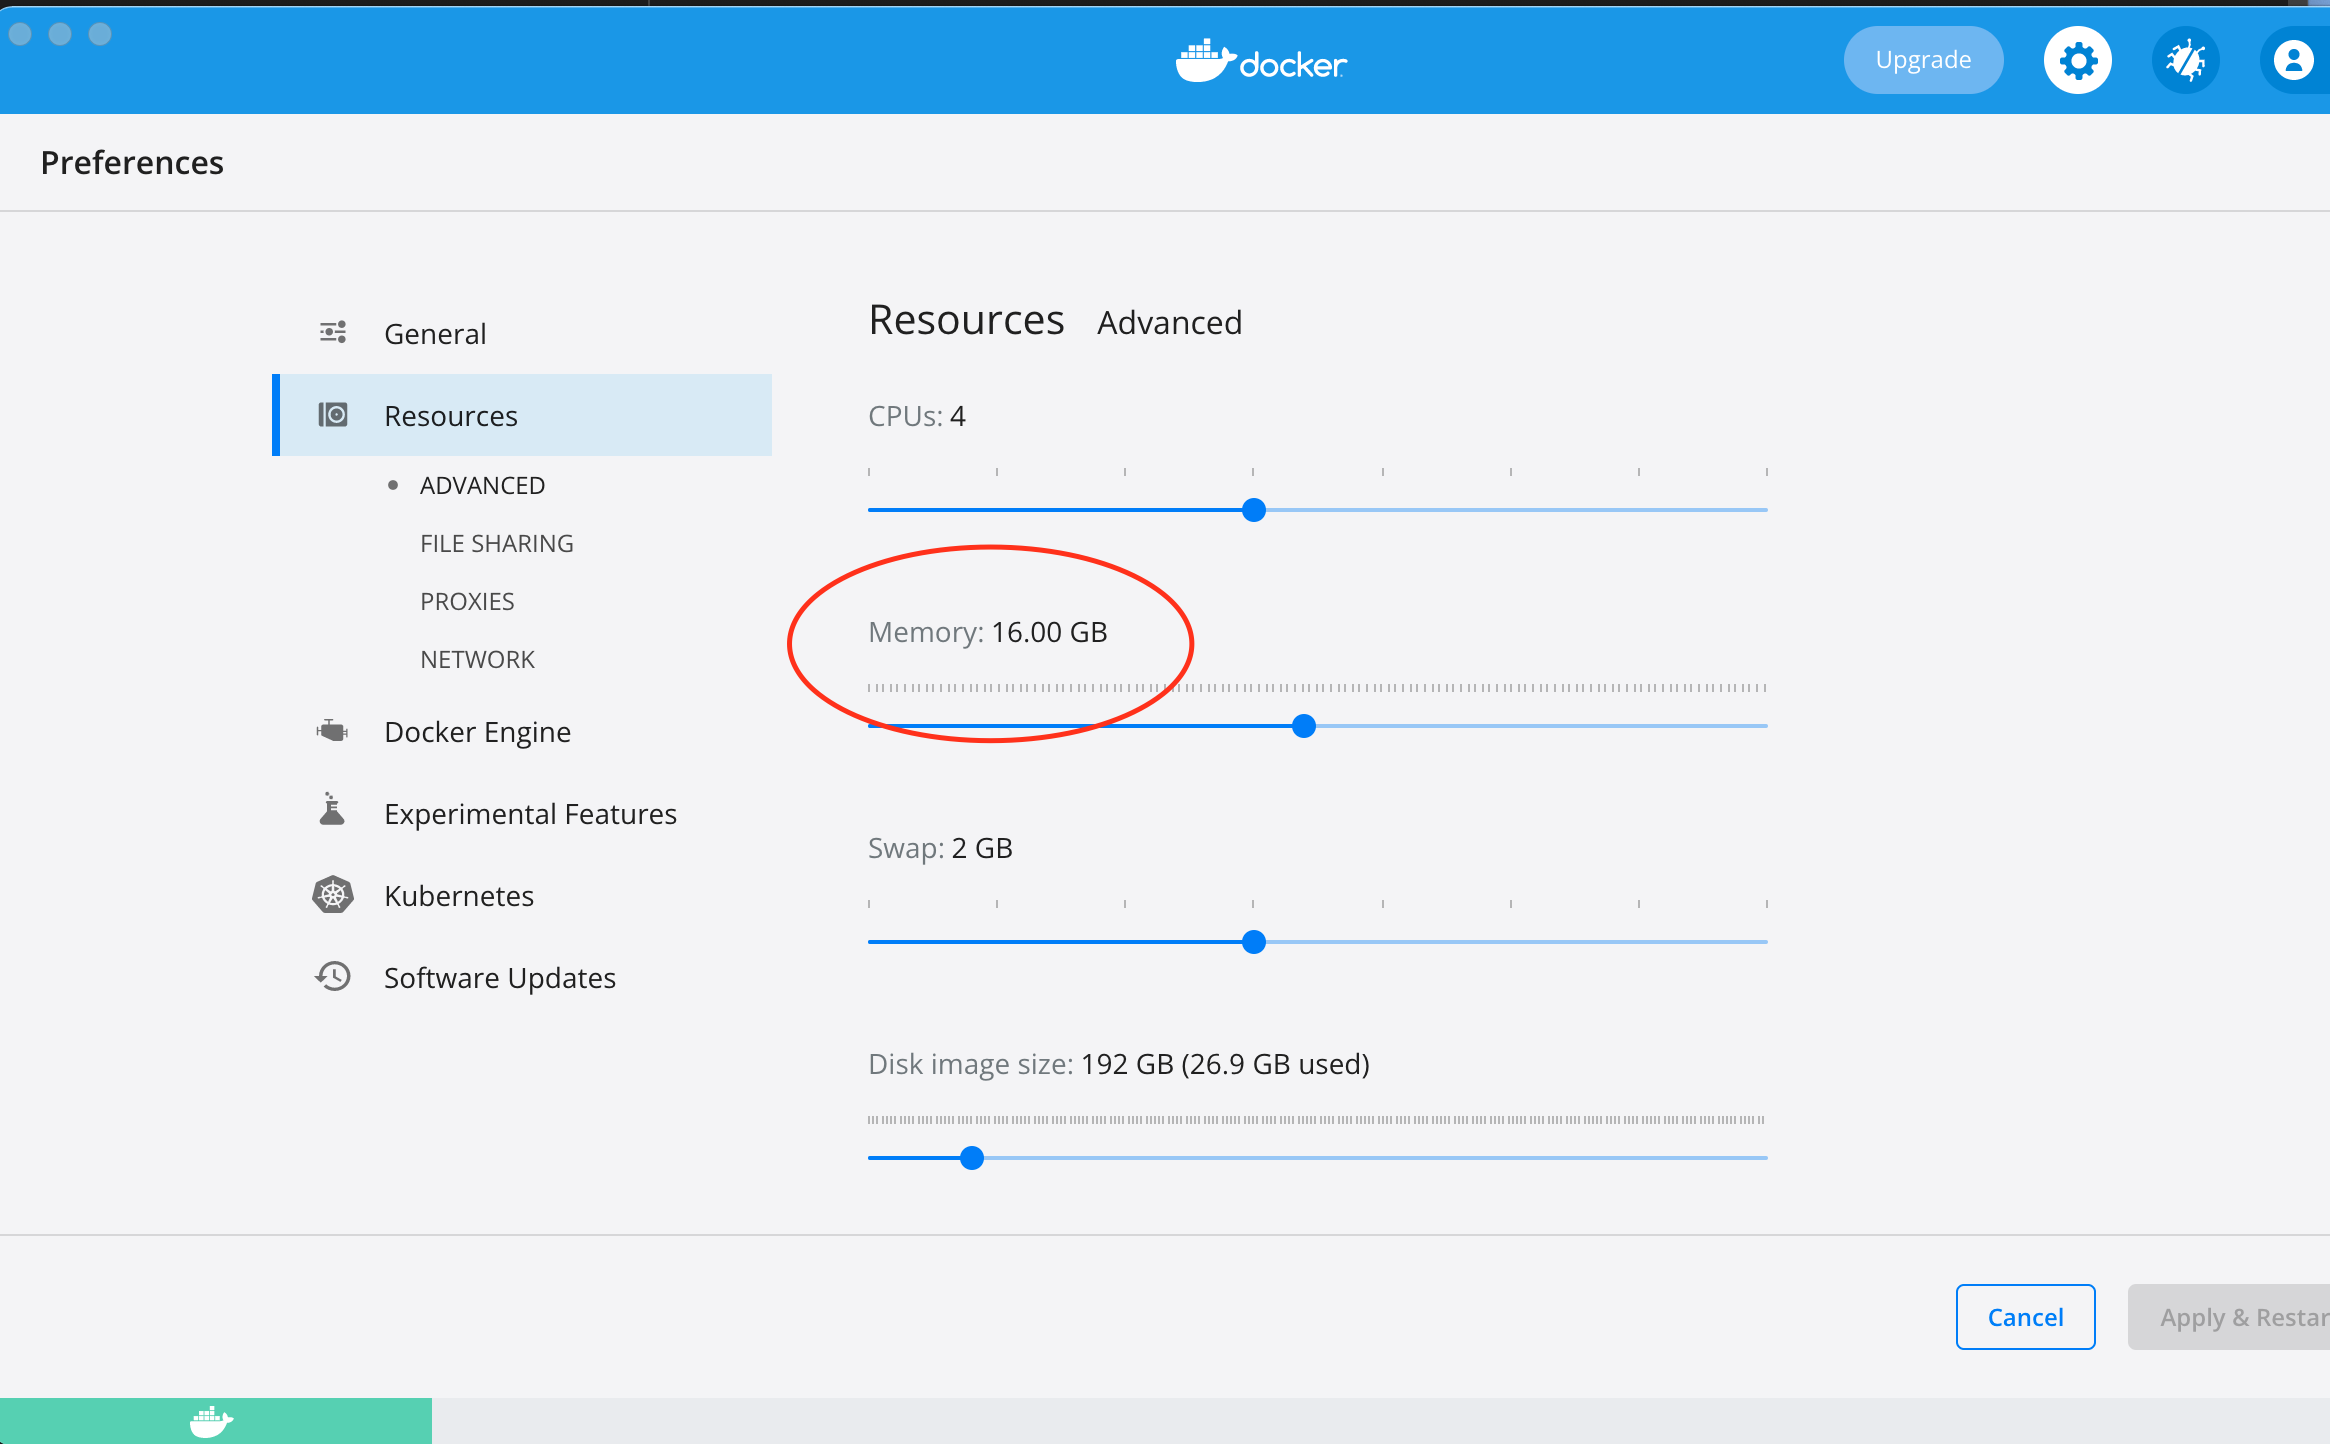 docker
Upgrade
Preferences
General
Resources
ADVANCED
FILE SHARING
PROXIES
NETWORK
Docker Engine
Experimental Features
Kubernetes
Software Updates
Resources Advanced
CPUs: 4
Memory: 16.00 GB
Swap: 2 GB
Disk image size: 192 GB (26.9 GB used)
Cancel
Apply & Restar